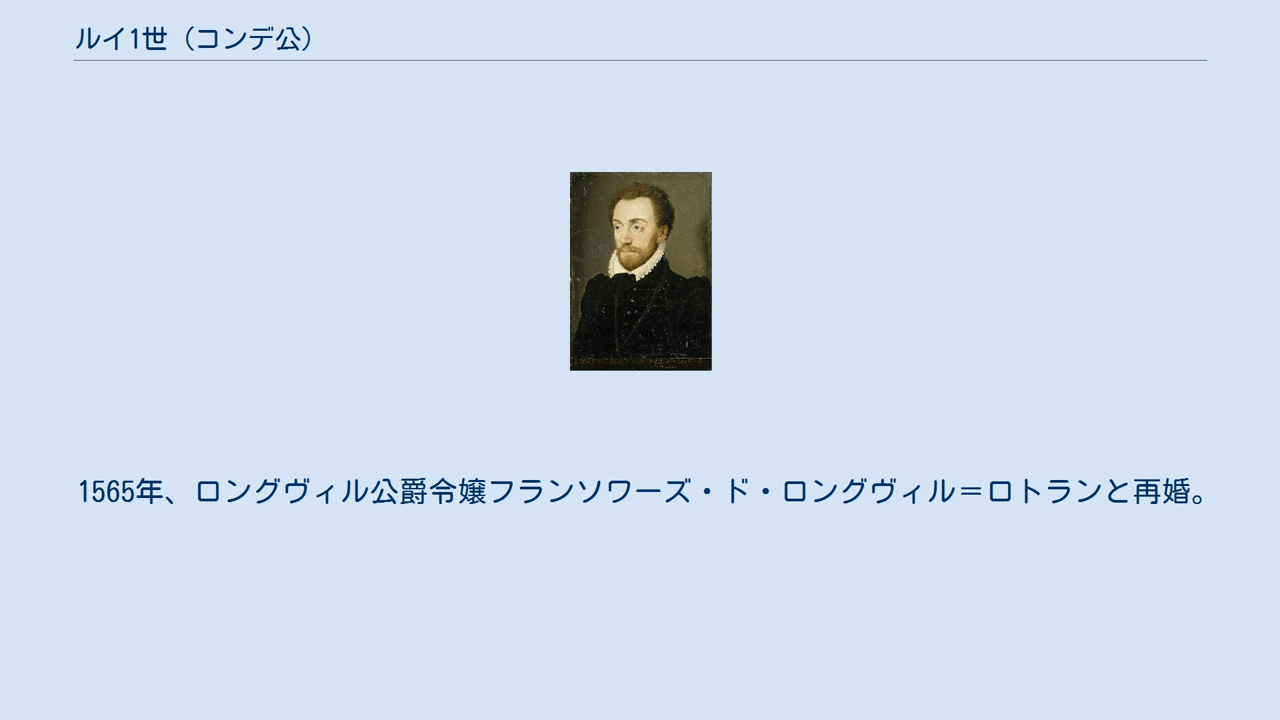 ルイ1世（コンデ公）
1565年、ロングヴィル公爵令嬢フランソワーズ・ド・ロングヴィル＝ロトランと再婚。